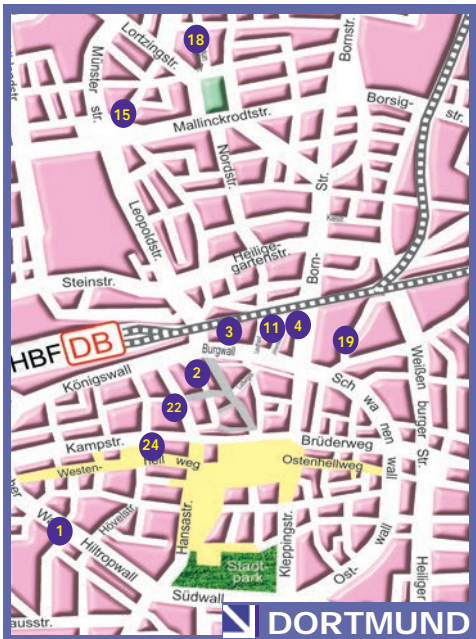 18
Lortzingstr.
Münster str.
15
Mallinckrodtstr.
Bornstr.
Borsig-
str.
Nordstr.
Leopoldstr.
Str.
Heilige-
gartenstr.
Born-
Steinstr.
3
11
4
19
HBF DB
Burgwall
Königswall
2
22
Sch wa nen wall
Weißen burger Str.
Kampstr.
24
Westen-
hell weg
Brüderweg
Ostenhellweg
1
Hövelstr.
Hiltropwall
Hansastr.
Kleppingstr.
Stadt-
park
Ost-
wall
Südwall
Heiliger
DORTMUND